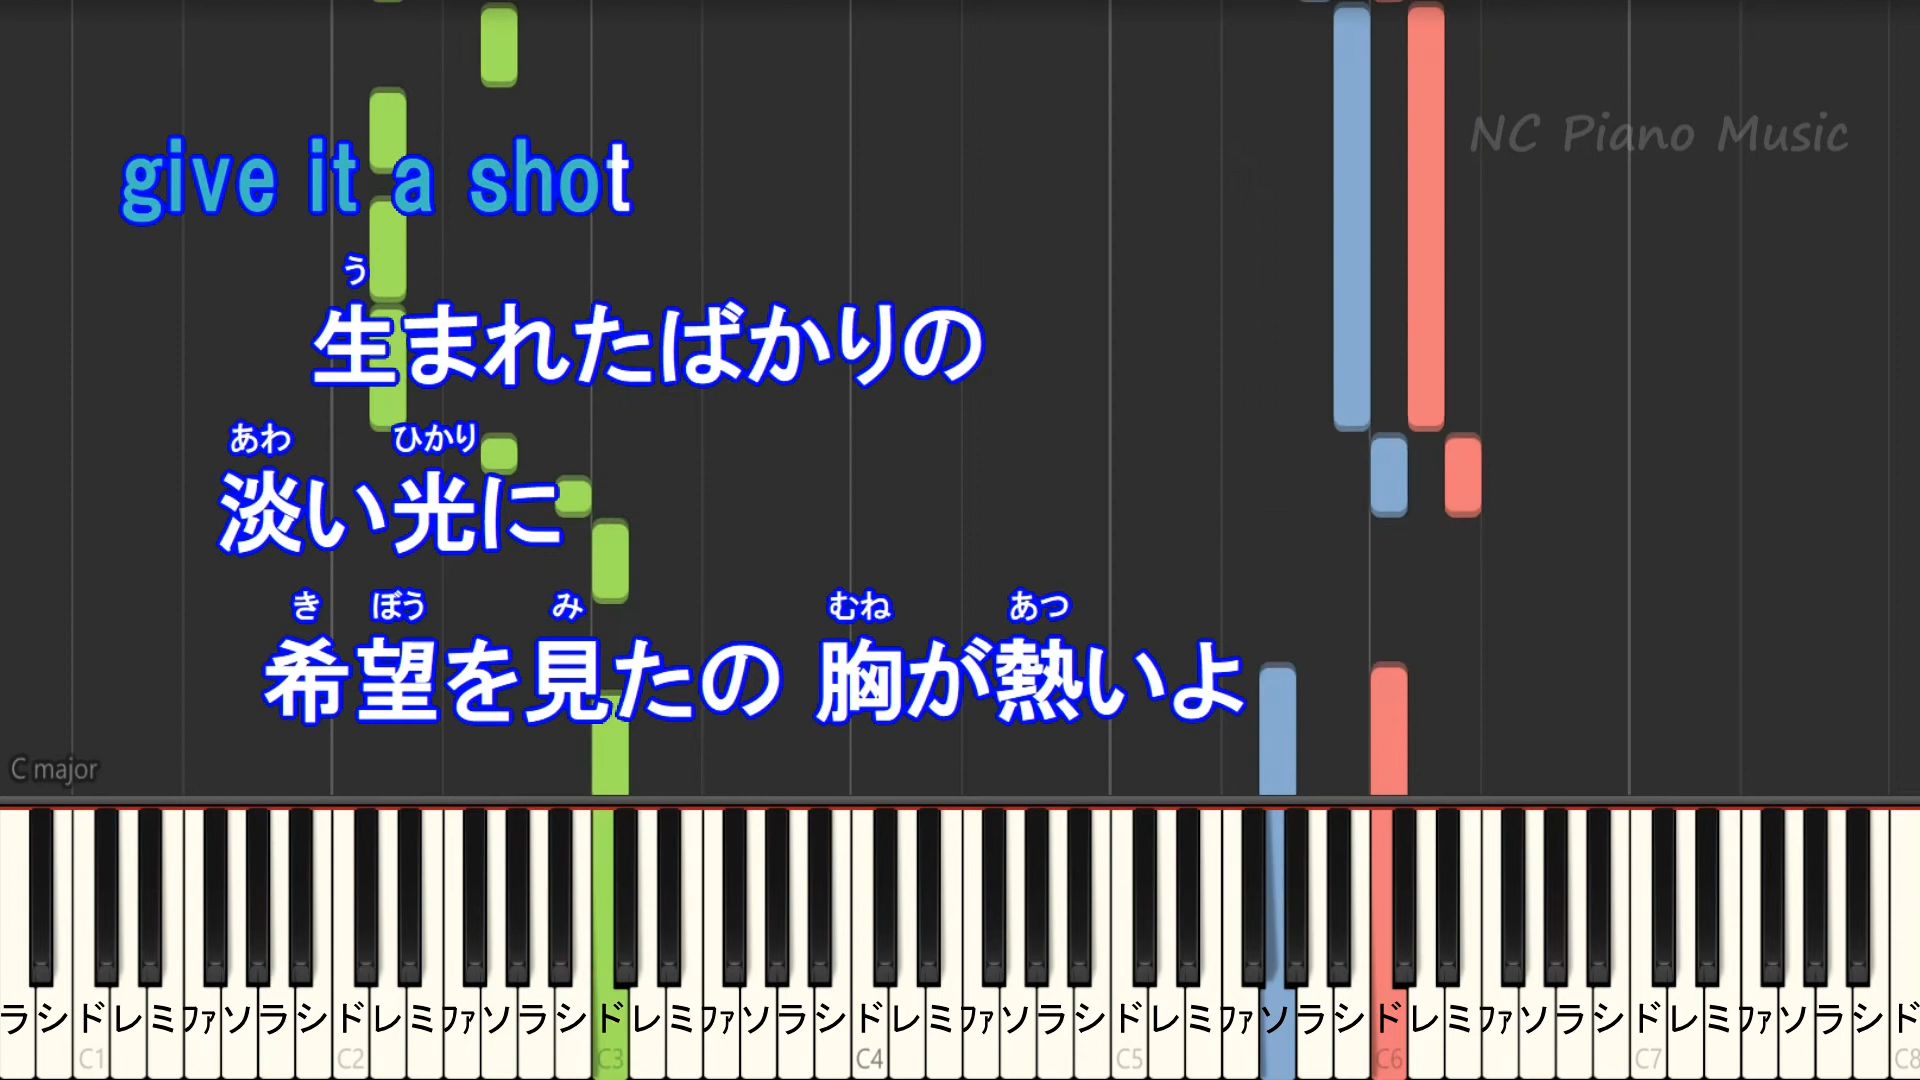 NC Piano Music
give it a shot
う
生まれたばかりの
あわ ひかり
淡い光に
き ぼう み むね あつ
希望を見たの 胸が熱いよ
C major
ラシドレミファソラシドレミファソラシドレミファソラシドレミファソラシドレミファソラシドレミファソラシドレミファソラシド
C1 C2 C3 C4 C5 C6 C7 C8